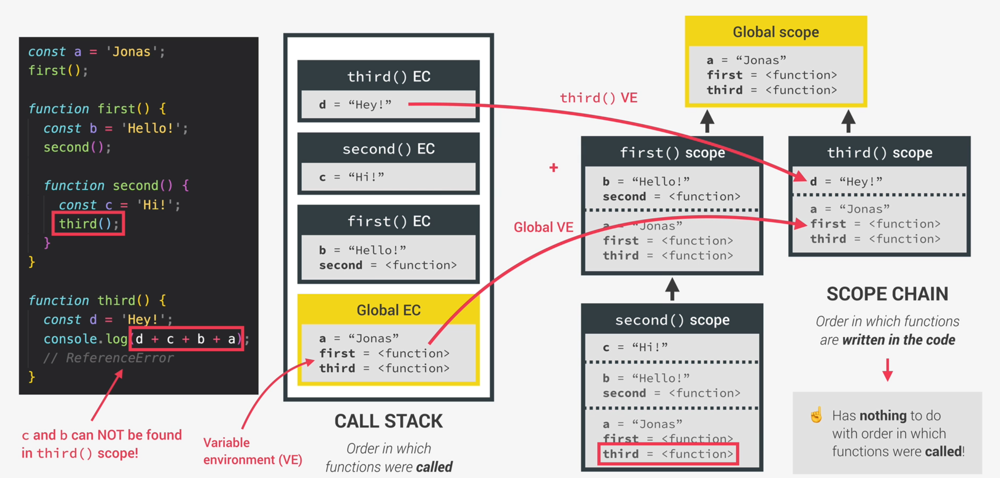 const a = 'Jonas';
first();
function first() {
const b = 'Hello!';
second();
function second() {
const c = 'Hi!';
third();
}
}
function third() {
const d = 'Hey!';
console.log(d + c + b + a);
// ReferenceError
}
c and b can NOT be found
in third() scope!
Variable
environment (VE)
third() EC
d = “Hey!”
second() EC
c = “Hi!”
first() EC
b = “Hello!”
second = <function>
Global EC
a = “Jonas”
first = <function>
third = <function>
CALL STACK
Order in which
functions were called
third() VE
+
Global VE
Global scope
a = “Jonas”
first = <function>
third = <function>
first() scope
b = “Hello!”
second = <function>
a = “Jonas”
first = <function>
third = <function>
second() scope
c = “Hi!”
b = “Hello!”
second = <function>
a = “Jonas”
first = <function>
third = <function>
third() scope
d = “Hey!”
a = “Jonas”
first = <function>
third = <function>
SCOPE CHAIN
Order in which functions
are written in the code
☝ Has nothing to do
with order in which
functions were called!